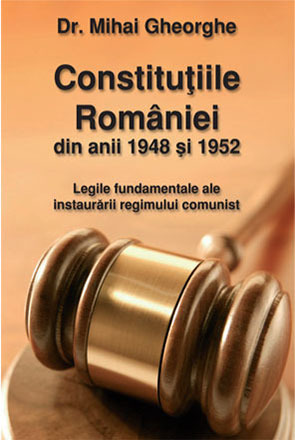 Dr. Mihai Gheorghe
Constituţiile
României
din anii 1948 şi 1952
Legile fundamentale ale
instaurării regimului comunist